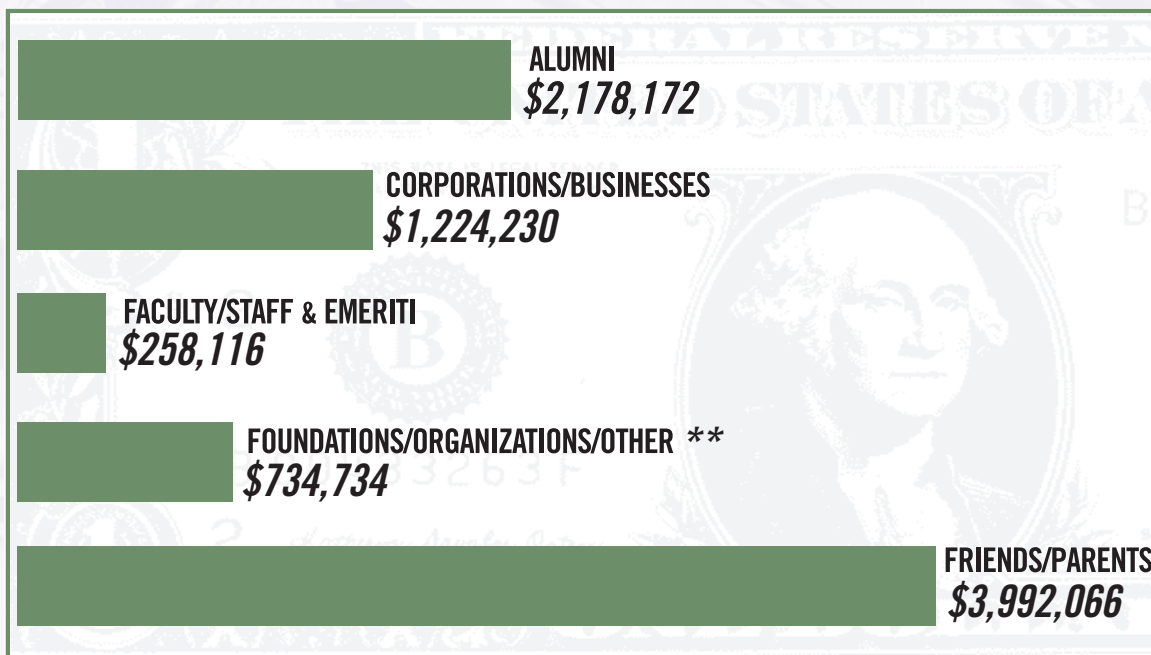 ALUMNI
$2,178,172
CORPORATIONS/BUSINESSES
$1,224,230
FACULTY/STAFF & EMERITI
$258,116
FOUNDATIONS/ORGANIZATIONS/OTHER **
$734,734
FRIENDS/PARENTS
$3,992,066